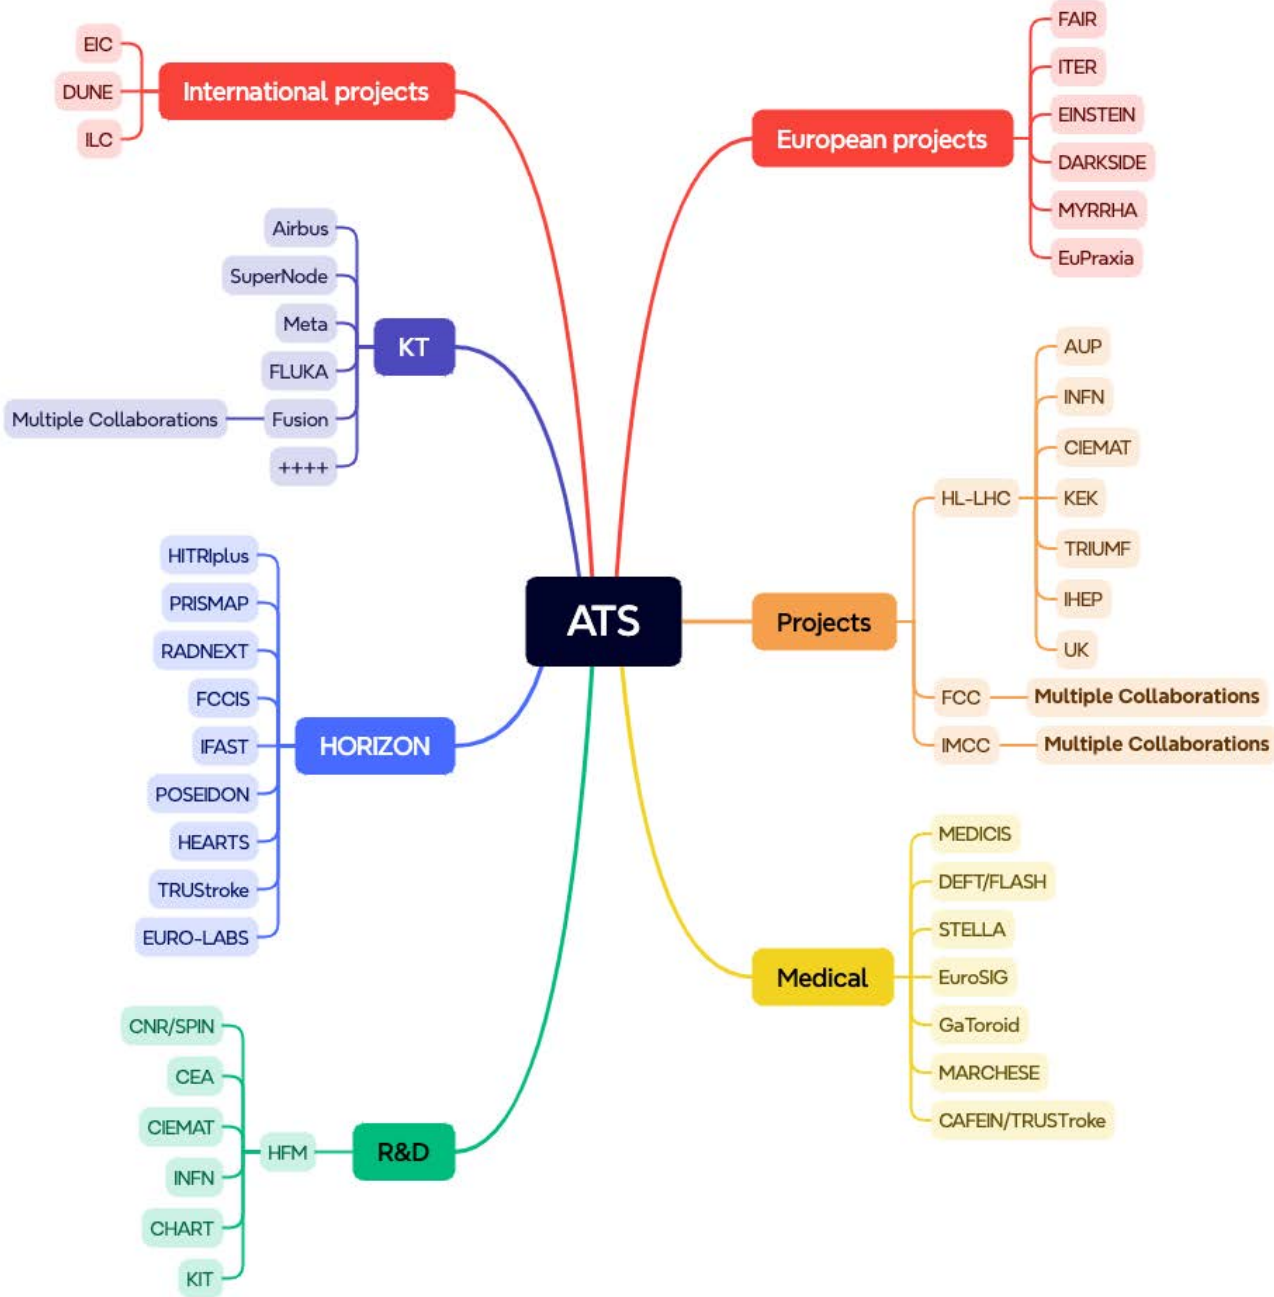 EIC
DUNE
ILC
International projects
FAIR
ITER
EINSTEIN
DARKSIDE
MYRRHA
EuPraxia
European projects
Airbus
SuperNode
Meta
FLUKA
Multiple Collaborations
Fusion
++++
KT
AUP
INFN
CIEMAT
KEK
TRIUMF
IHEP
UK
HL-LHC
FCC
Multiple Collaborations
IMCC
Multiple Collaborations
Projects
ATS
HITRIplus
PRISMAP
RADNEXT
FCCIS
IFAST
POSEIDON
HEARTS
TRUStroke
EURO-LABS
HORIZON
MEDICIS
DEFT/FLASH
STELLA
EuroSIG
GaToroid
MARCHESE
CAFEIN/TRUSTroke
Medical
CNR/SPIN
CEA
CIEMAT
INFN
CHART
KIT
HFM
R&D